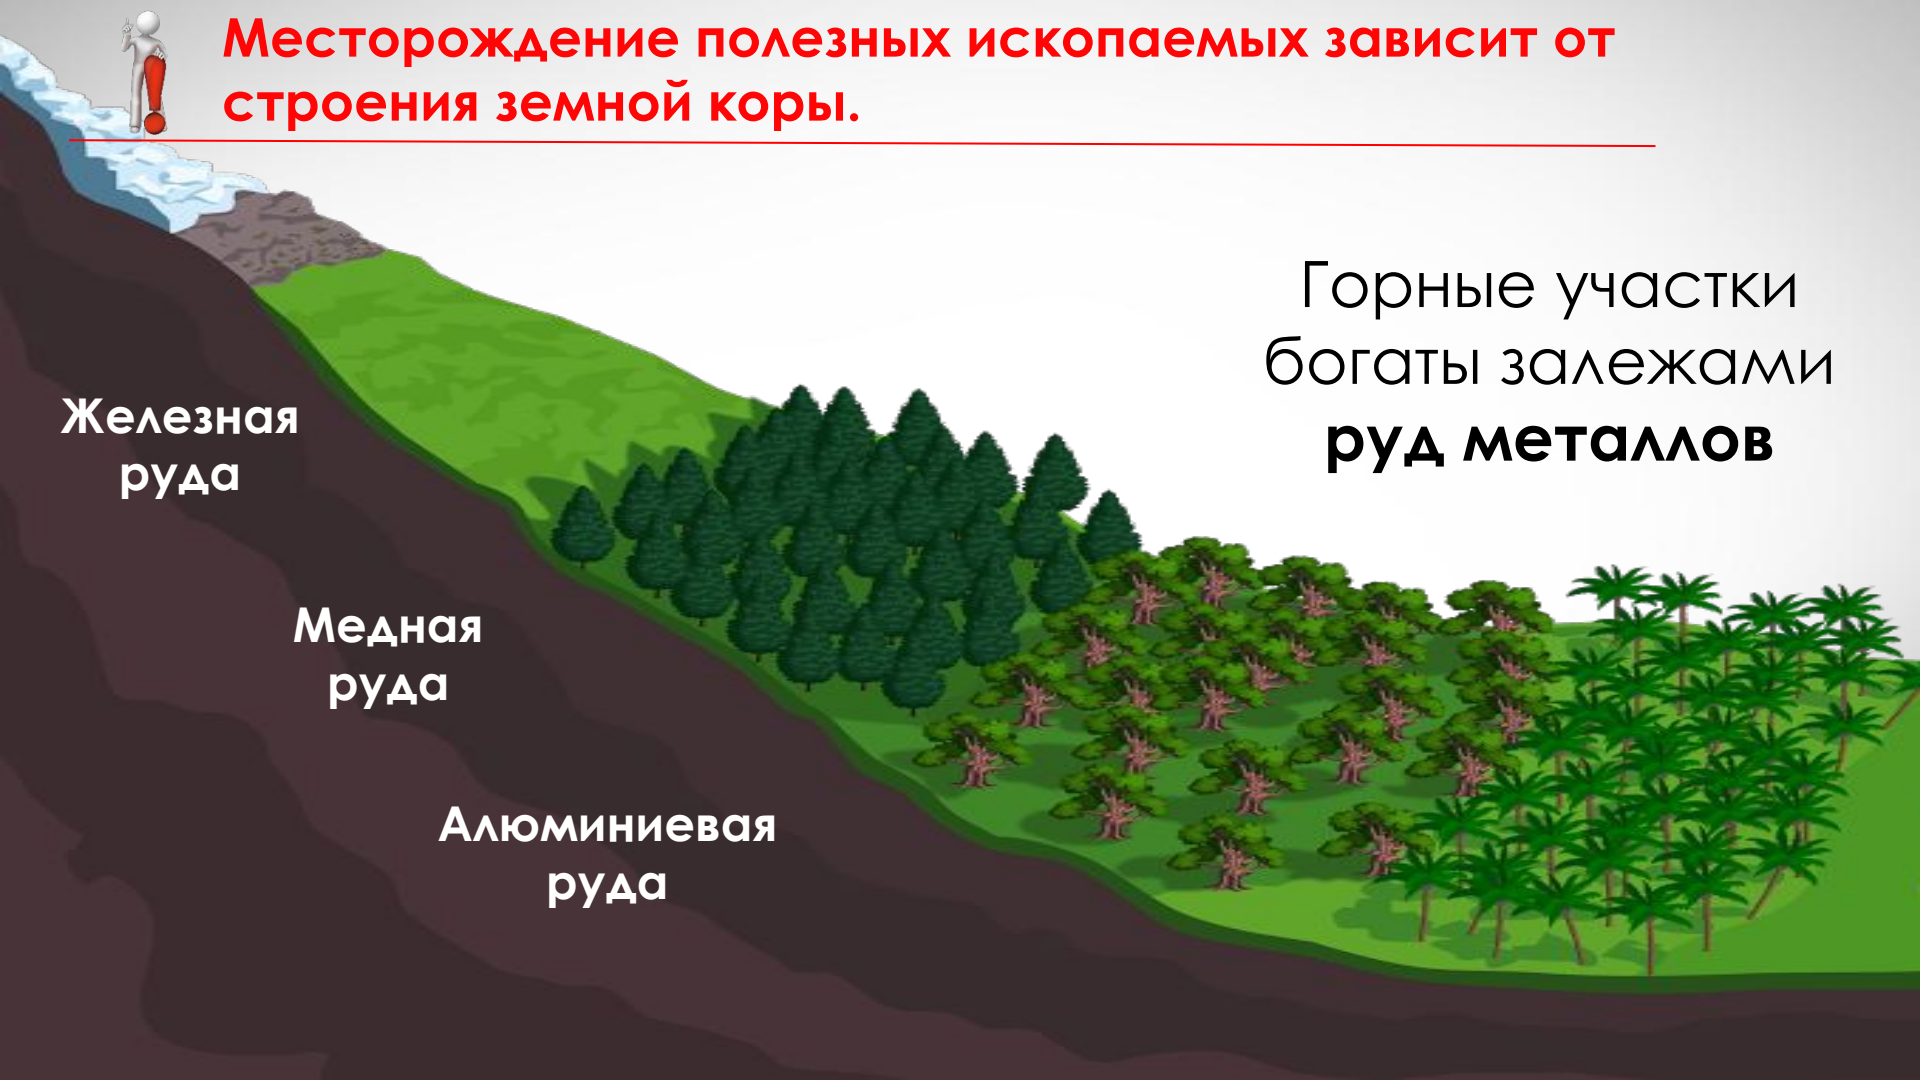 Месторождение полезных ископаемых зависит от
строения земной коры.
Горные участки
богаты залежами
руд металлов
Железная
руда
Медная
руда
Алюминиевая
руда